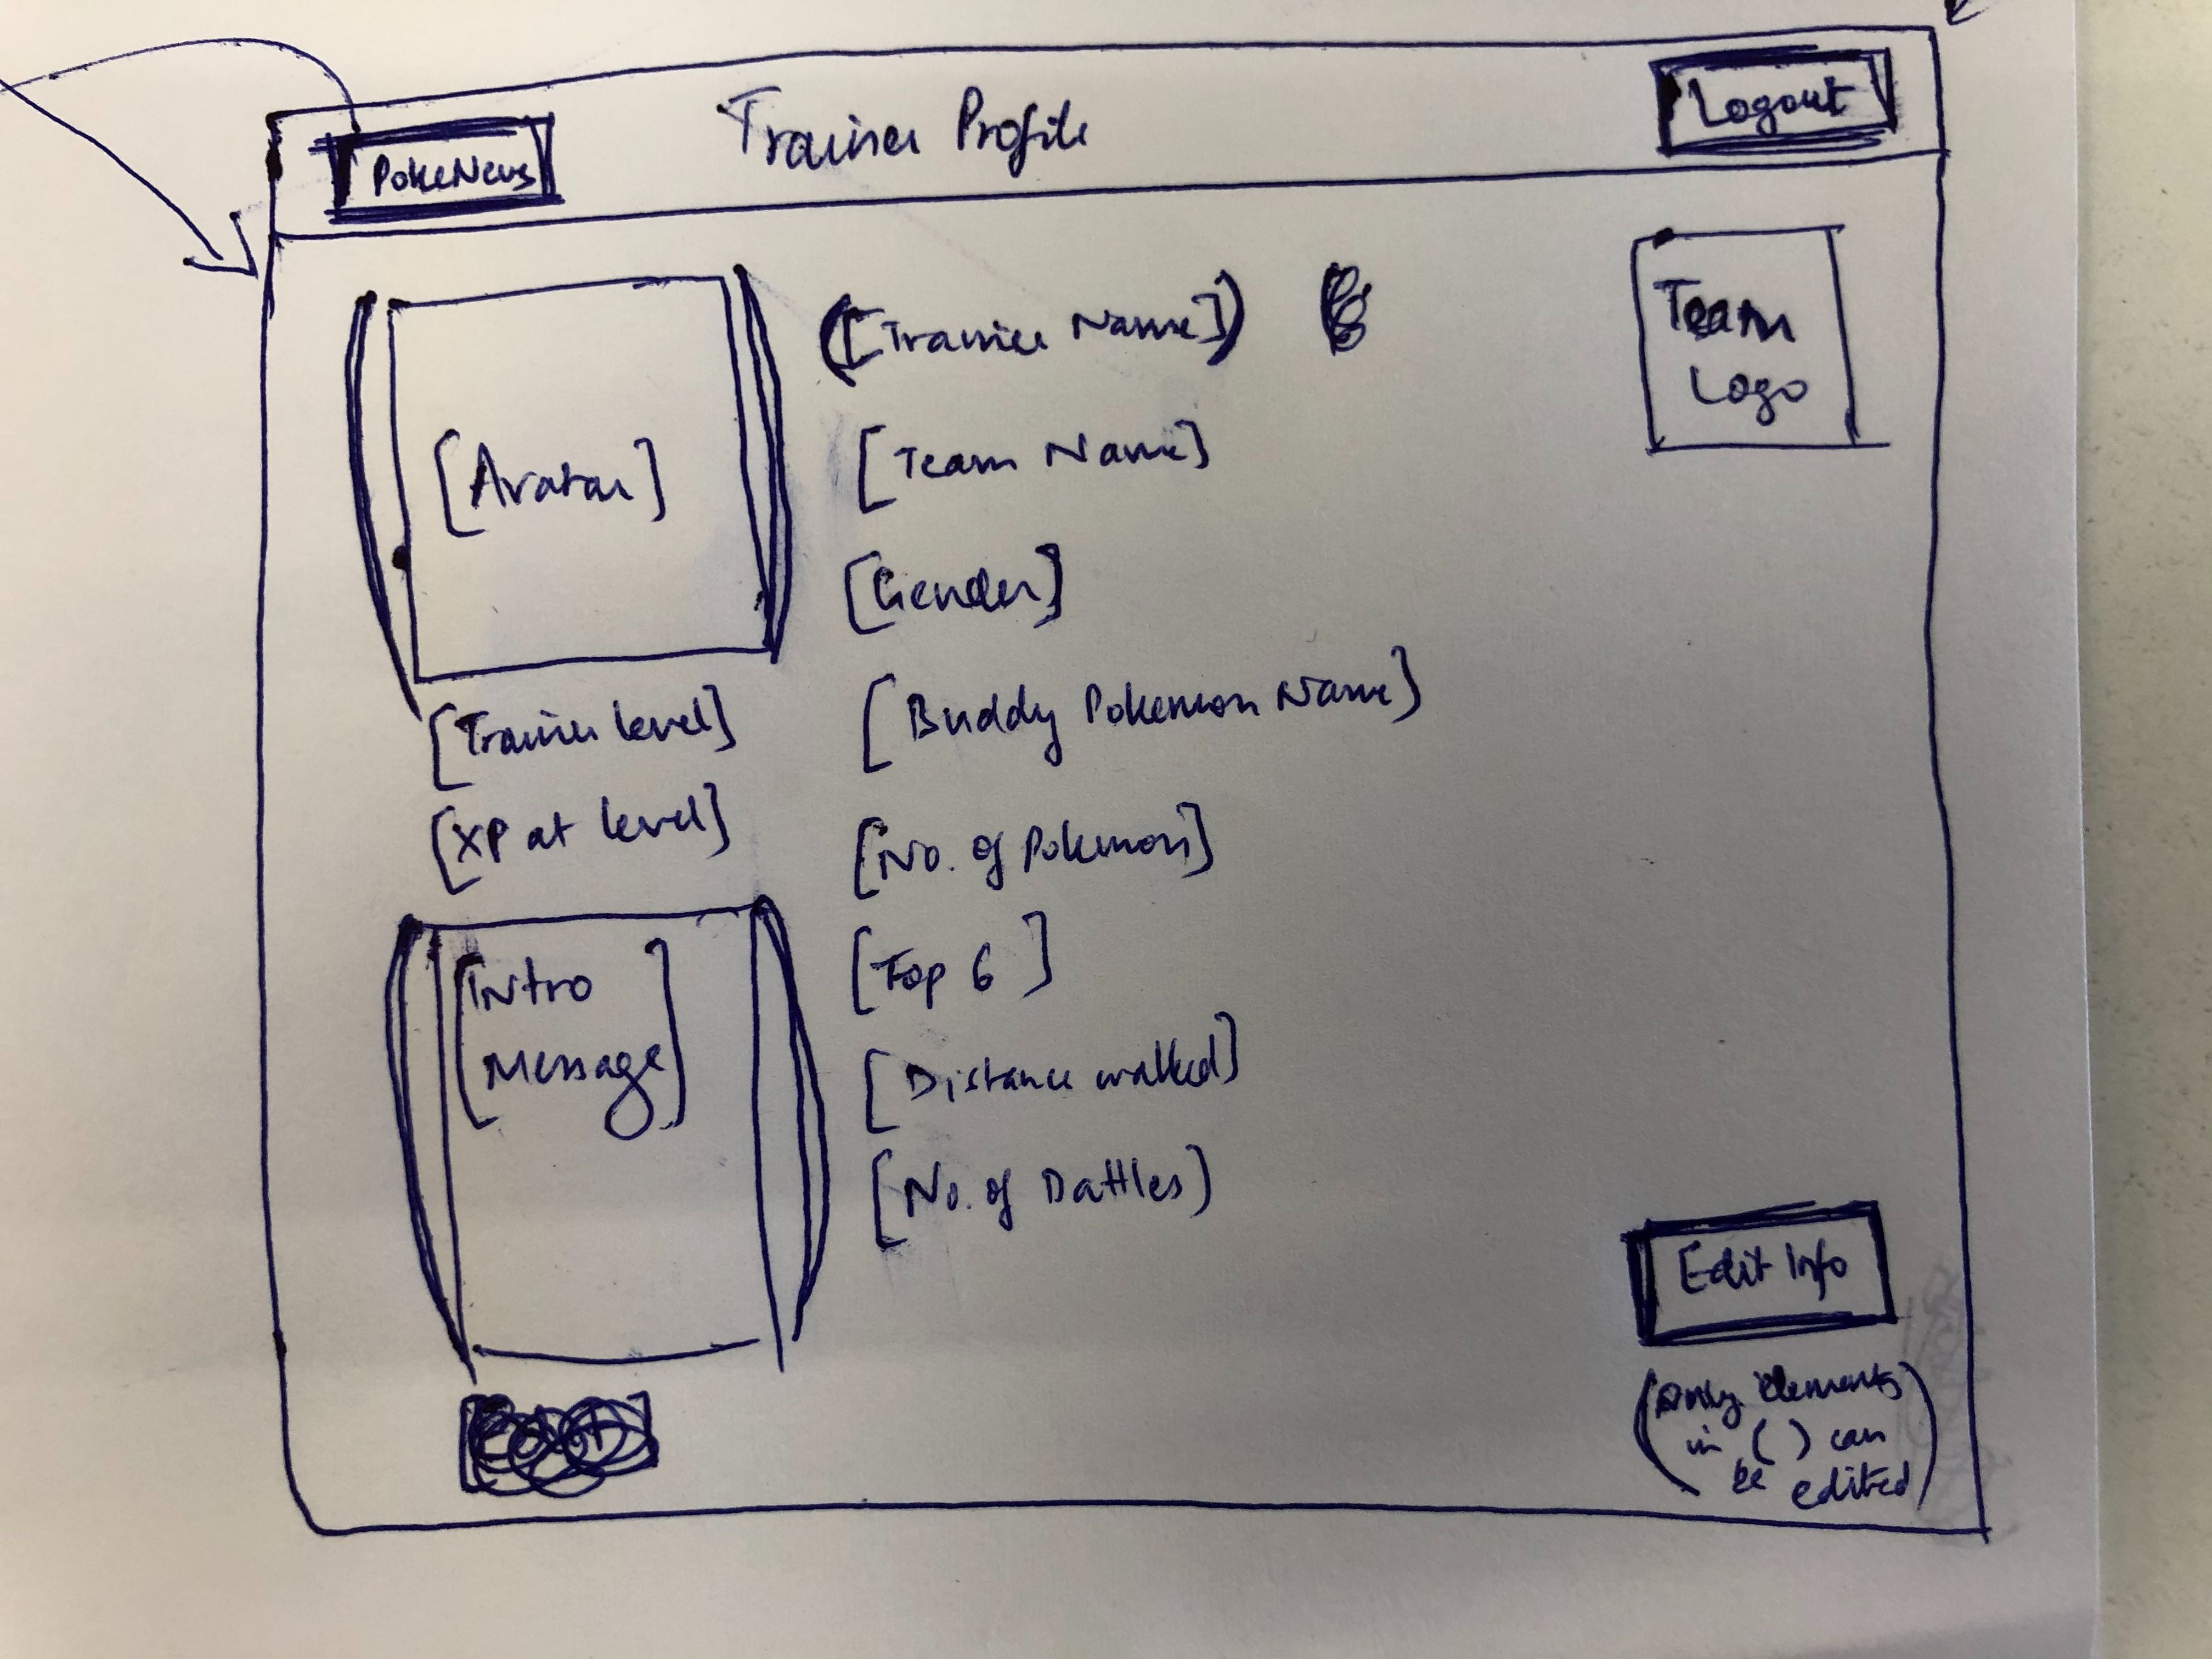 PokeNews
Trainer Profile
Logout
([Trainer Name])
Team
Logo
[Avatar]
[Team Name]
[Gender]
[Trainer level]
[Buddy Pokemon Name]
[XP at level]
[No. of Pokemon]
[Intro
Message]
[Top 6]
[Distance walked]
[No. of Battles]
Edit Info
(Only elements
in ( ) can
be edited)